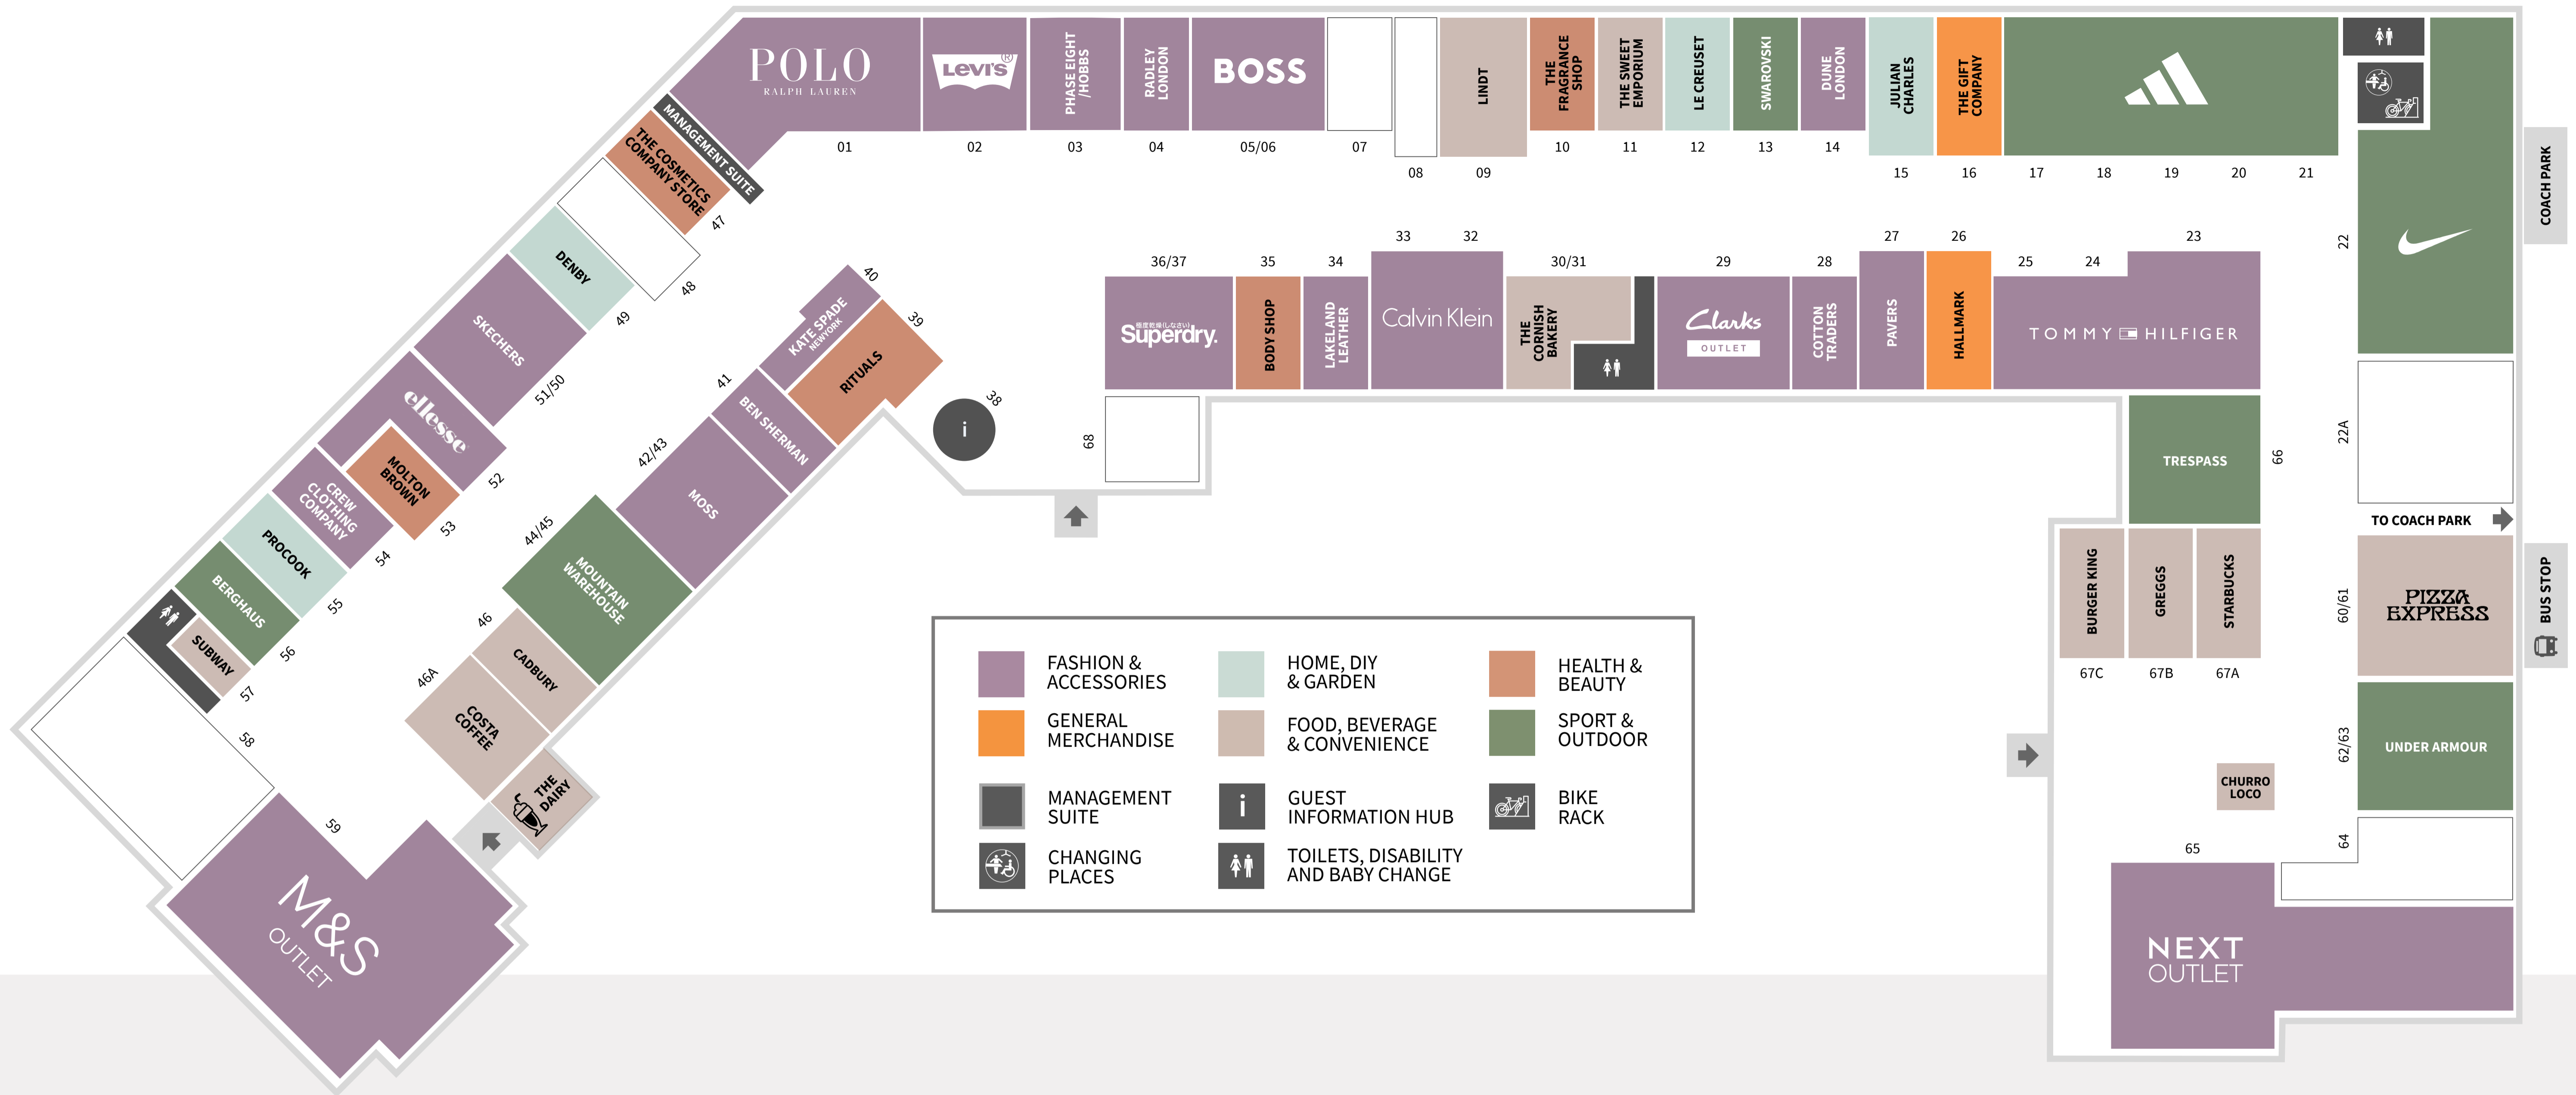 POLO
RALPH LAUREN
LEVI'S®
PHASE EIGHT
/HOBBS
RADLEY
LONDON
BOSS
LINDT
THE
FRAGRANCE
SHOP
THE SWEET
EMPORIUM
LE CREUSET
SWAROVSKI
DUNE
LONDON
JULIAN
CHARLES
THE GIFT
COMPANY
01
02
03
04
05/06
07
08
09
10
11
12
13
14
15
16
17
18
19
20
21
COACH PARK
22
22A
TO COACH PARK
BUS STOP
PIZZA
EXPRESS
60/61
UNDER ARMOUR
62/63
64
MANAGEMENT SUITE
THE COSMETICS
COMPANY STORE
47
48
DENBY
49
SKECHERS
51/50
ellesse
52
MOLTON
BROWN
53
CREW
CLOTHING
COMPANY
54
PROCOOK
55
BERGHAUS
56
SUBWAY
57
58
59
M&S
OUTLET
40
KATE SPADE
NEW YORK
39
RITUALS
41
BEN SHERMAN
42/43
MOSS
44/45
MOUNTAIN
WAREHOUSE
46
CADBURY
46A
COSTA
COFFEE
THE
DAIRY
38
i
36/37
35
34
33
32
30/31
29
28
27
26
25
24
23
極度乾燥(しなさい)
Superdry.
BODY SHOP
LAKELAND
LEATHER
Calvin Klein
THE
CORNISH
BAKERY
Clarks
OUTLET
COTTON
TRADERS
PAVERS
HALLMARK
TOMMY HILFIGER
68
TRESPASS
66
BURGER KING
GREGGS
STARBUCKS
67C
67B
67A
CHURRO
LOCO
65
NEXT
OUTLET
FASHION &
ACCESSORIES
HOME, DIY
& GARDEN
HEALTH &
BEAUTY
GENERAL
MERCHANDISE
FOOD, BEVERAGE
& CONVENIENCE
SPORT &
OUTDOOR
MANAGEMENT
SUITE
i
GUEST
INFORMATION HUB
BIKE
RACK
CHANGING
PLACES
TOILETS, DISABILITY
AND BABY CHANGE